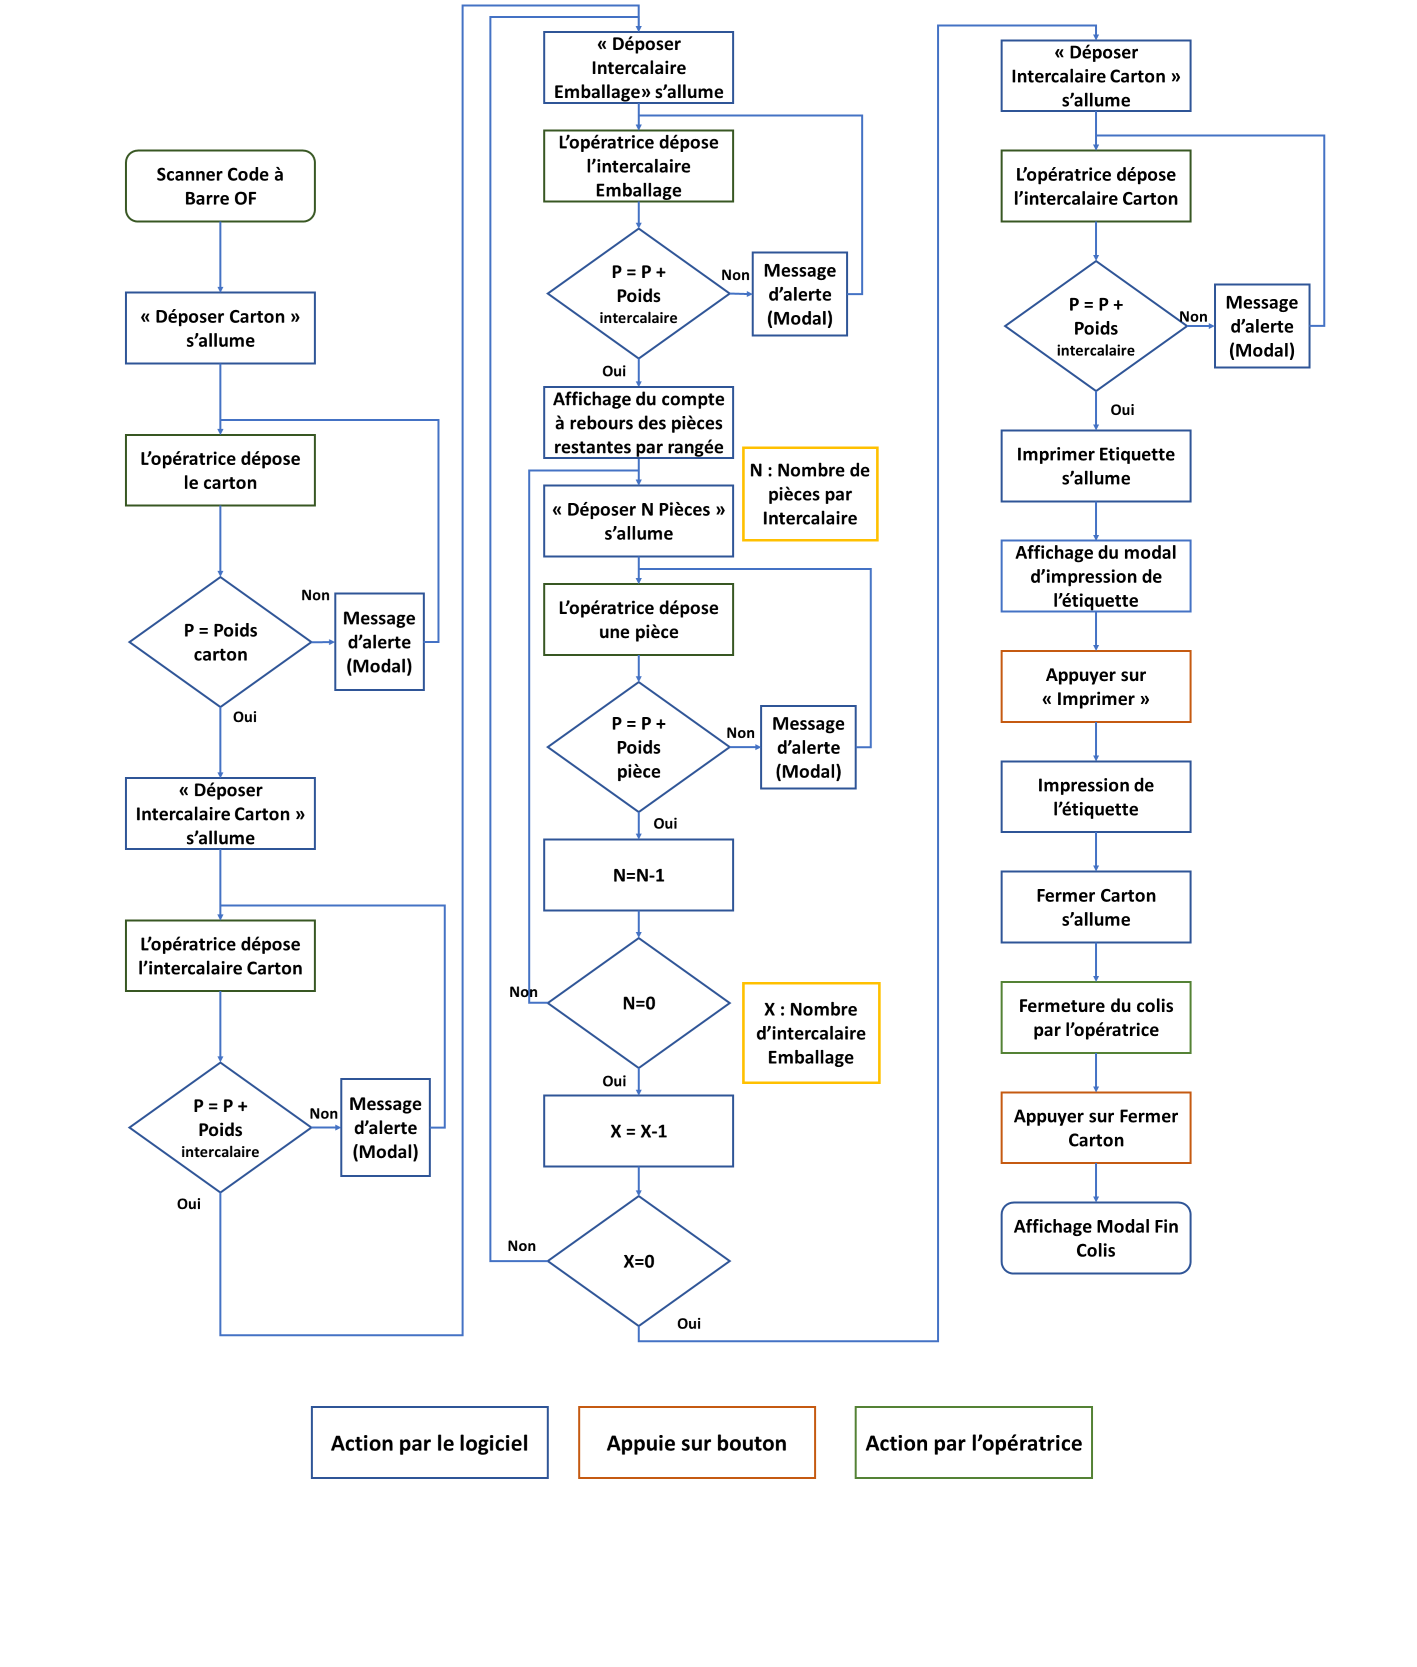 Scanner Code à
Barre OF
« Déposer Carton »
s’allume
L’opératrice dépose
le carton
P = Poids
carton
Non
Message
d’alerte
(Modal)
Oui
« Déposer
Intercalaire Carton »
s’allume
L’opératrice dépose
l’intercalaire Carton
P = P +
Poids
intercalaire
Non
Message
d’alerte
(Modal)
Oui
« Déposer
Intercalaire
Emballage» s’allume
L’opératrice dépose
l’intercalaire
Emballage
P = P +
Poids
intercalaire
Non
Message
d’alerte
(Modal)
Oui
Affichage du compte
à rebours des pièces
restantes par rangée
N : Nombre de
pièces par
Intercalaire
« Déposer N Pièces »
s’allume
L’opératrice dépose
une pièce
P = P +
Poids
pièce
Non
Message
d’alerte
(Modal)
Oui
N=N-1
Non
N=0
X : Nombre
d’intercalaire
Emballage
Oui
X = X-1
Non
X=0
Oui
« Déposer
Intercalaire Carton »
s’allume
L’opératrice dépose
l’intercalaire Carton
P = P +
Poids
intercalaire
Non
Message
d’alerte
(Modal)
Oui
Imprimer Etiquette
s’allume
Affichage du modal
d’impression de
l’étiquette
Appuyer sur
« Imprimer »
Impression de
l’étiquette
Fermer Carton
s’allume
Fermeture du colis
par l’opératrice
Appuyer sur Fermer
Carton
Affichage Modal Fin
Colis
Action par le logiciel
Appuie sur bouton
Action par l’opératrice